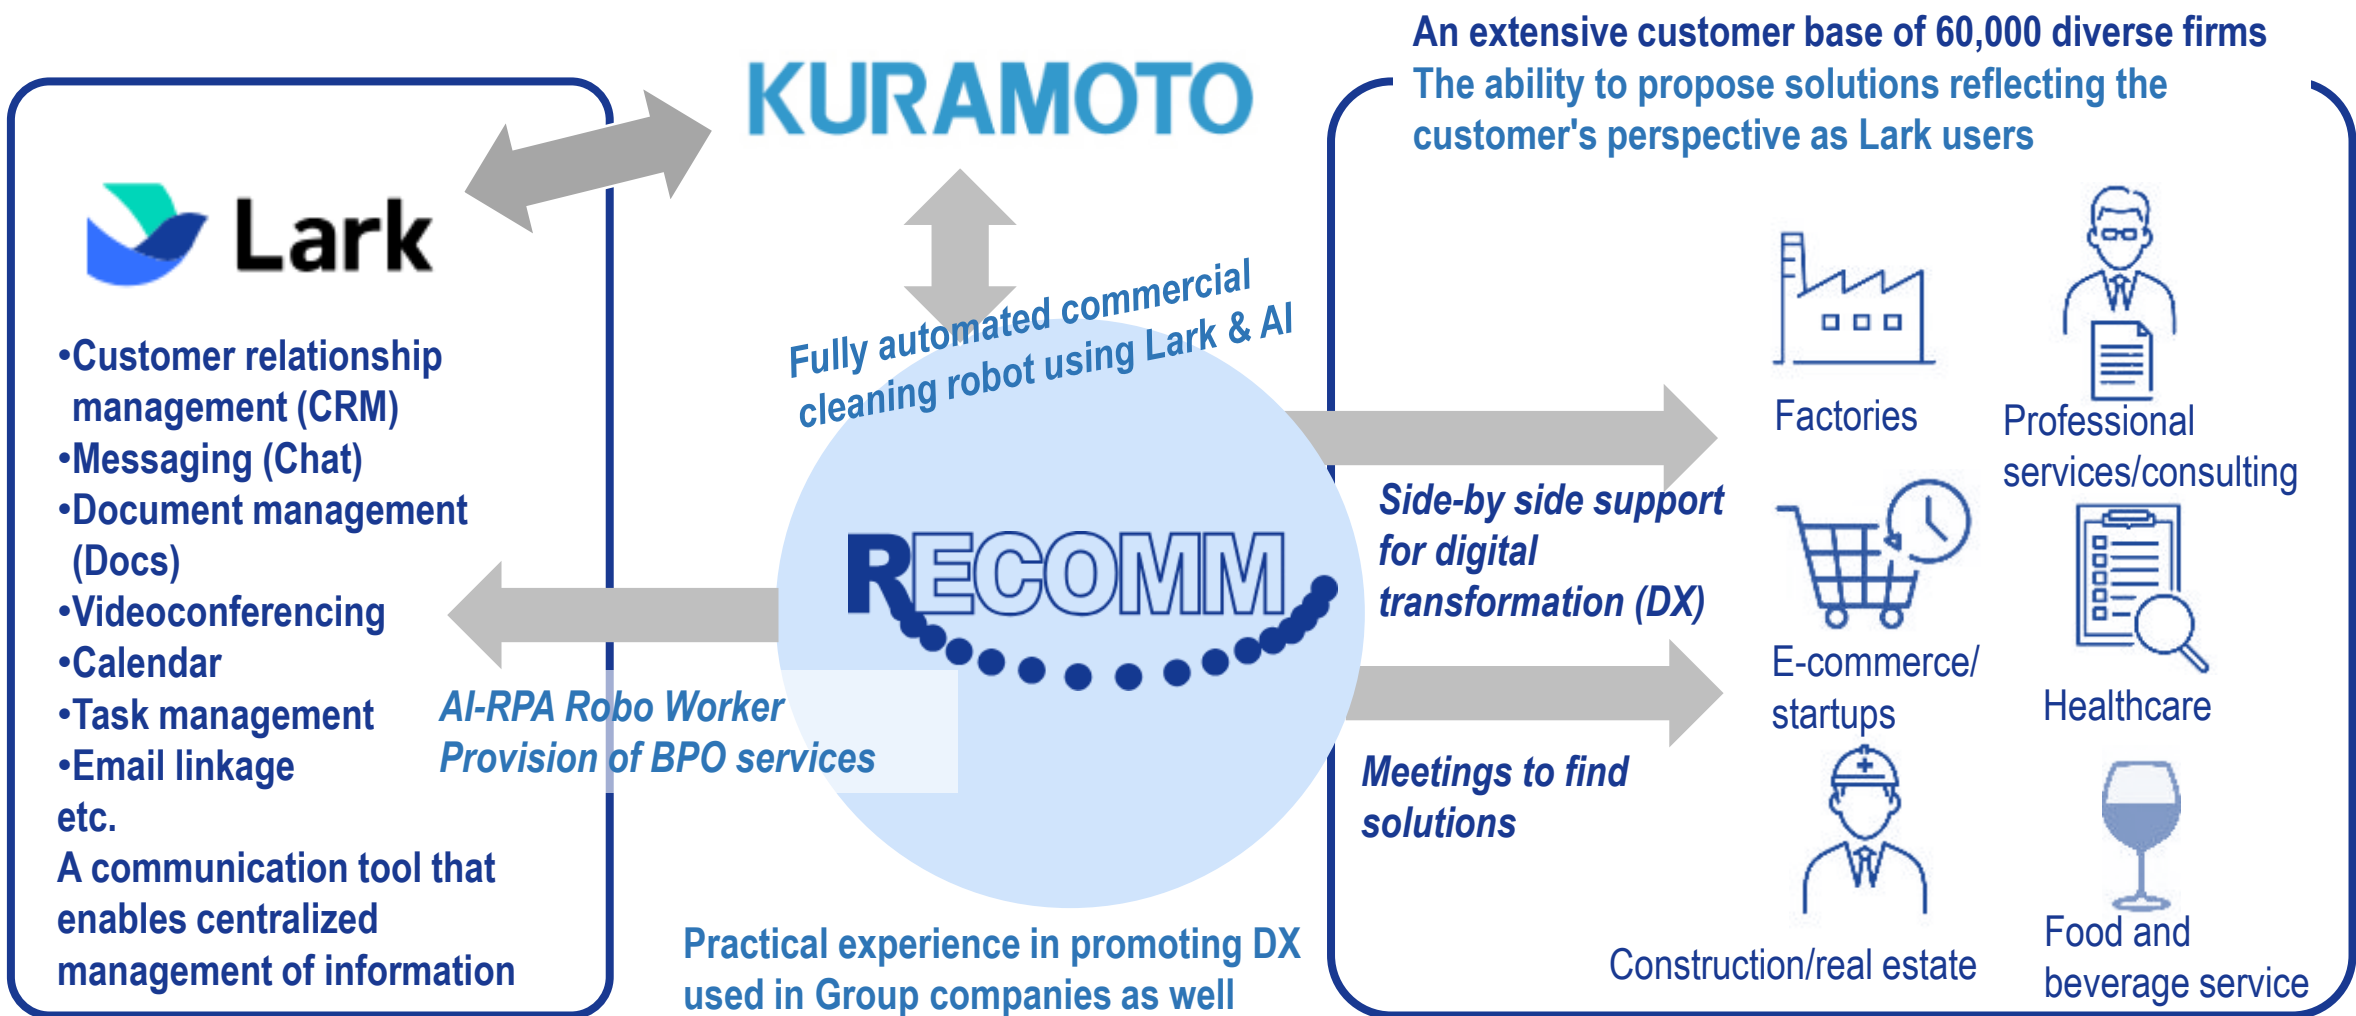 KURAMOTO
Lark
•Customer relationship
management (CRM)
•Messaging (Chat)
•Document management
(Docs)
•Videoconferencing
•Calendar
•Task management
•Email linkage
etc.
A communication tool that
enables centralized
management of information
Fully automated commercial
cleaning robot using Lark & AI
RECOMM
AI-RPA Robo Worker
Provision of BPO services
Practical experience in promoting DX
used in Group companies as well
An extensive customer base of 60,000 diverse firms
The ability to propose solutions reflecting the
customer's perspective as Lark users
Side-by side support
for digital
transformation (DX)
Meetings to find
solutions
Factories
Professional
services/consulting
E-commerce/
startups
Healthcare
Construction/real estate
Food and
beverage service